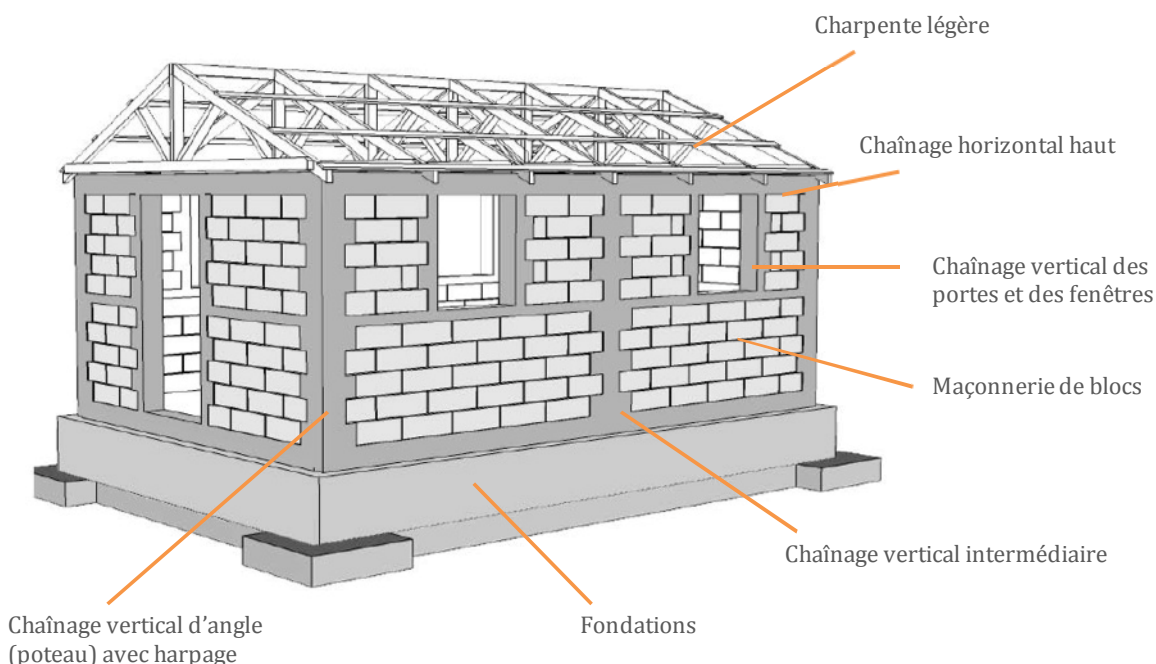 Charpente légère
Chaînage horizontal haut
Chaînage vertical des
portes et des fenêtres
Maçonnerie de blocs
Chaînage vertical intermédiaire
Fondations
Chaînage vertical d’angle
(poteau) avec harpage